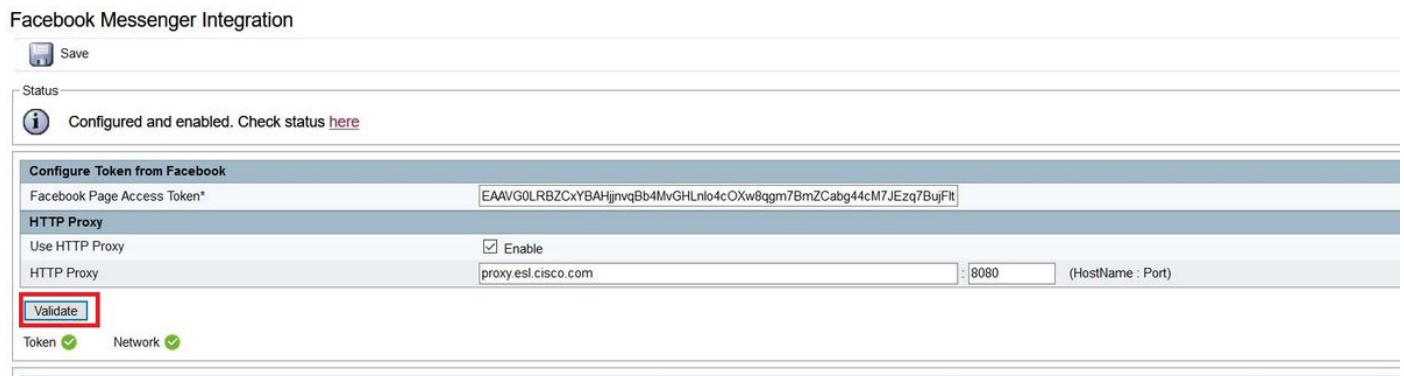 Facebook Messenger Integration
Save
Status
Configured and enabled. Check status here
Configure Token from Facebook
Facebook Page Access Token* EAAVG0LRBZCxYBAHjjnvqBb4MvGHLnlo4cOXw8qgm7BmZCabg44cM7JEzq7BujFlt
HTTP Proxy
Use HTTP Proxy Enable
HTTP Proxy proxy.esl.cisco.com : 8080 (HostName : Port)
Validate
Token Network